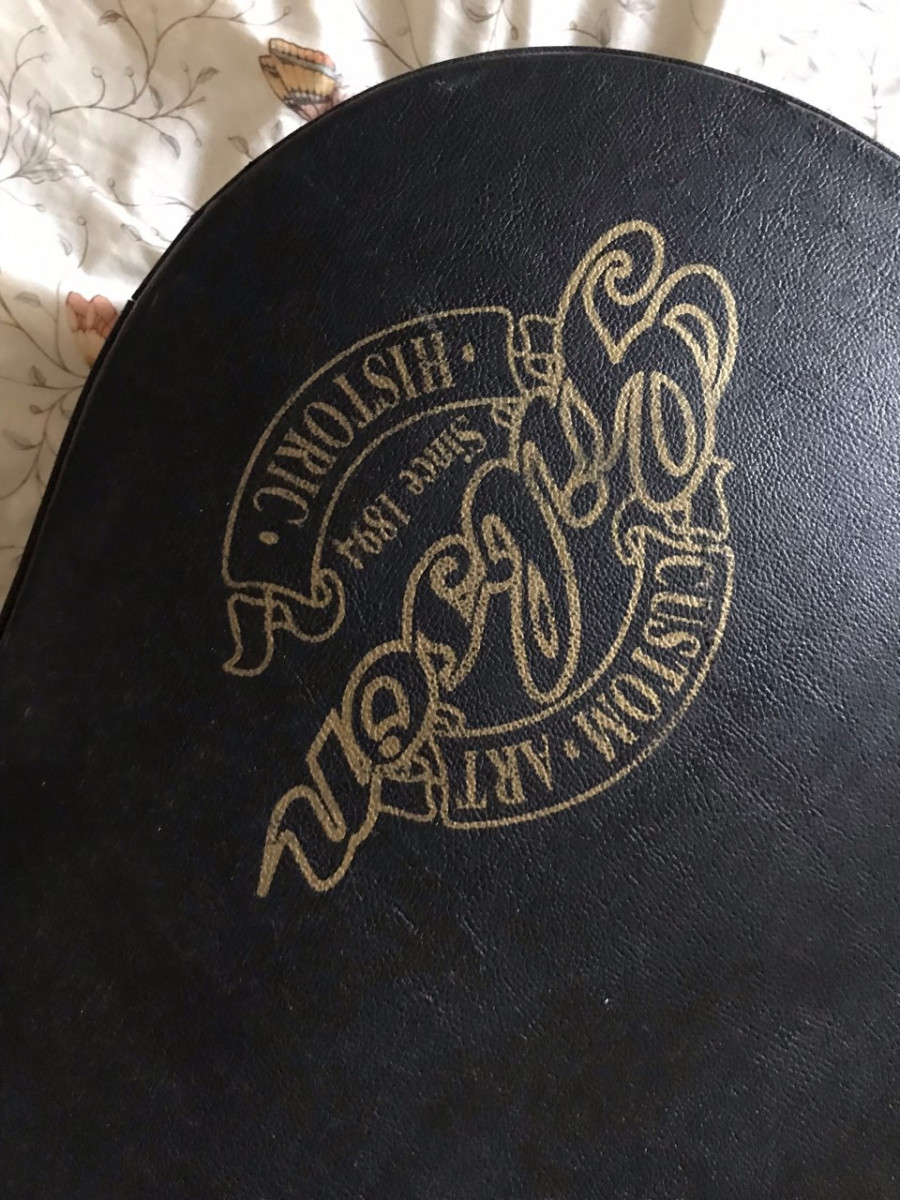 CUSTOM · ART
Gibson
Since 1894
· HISTORIC ·